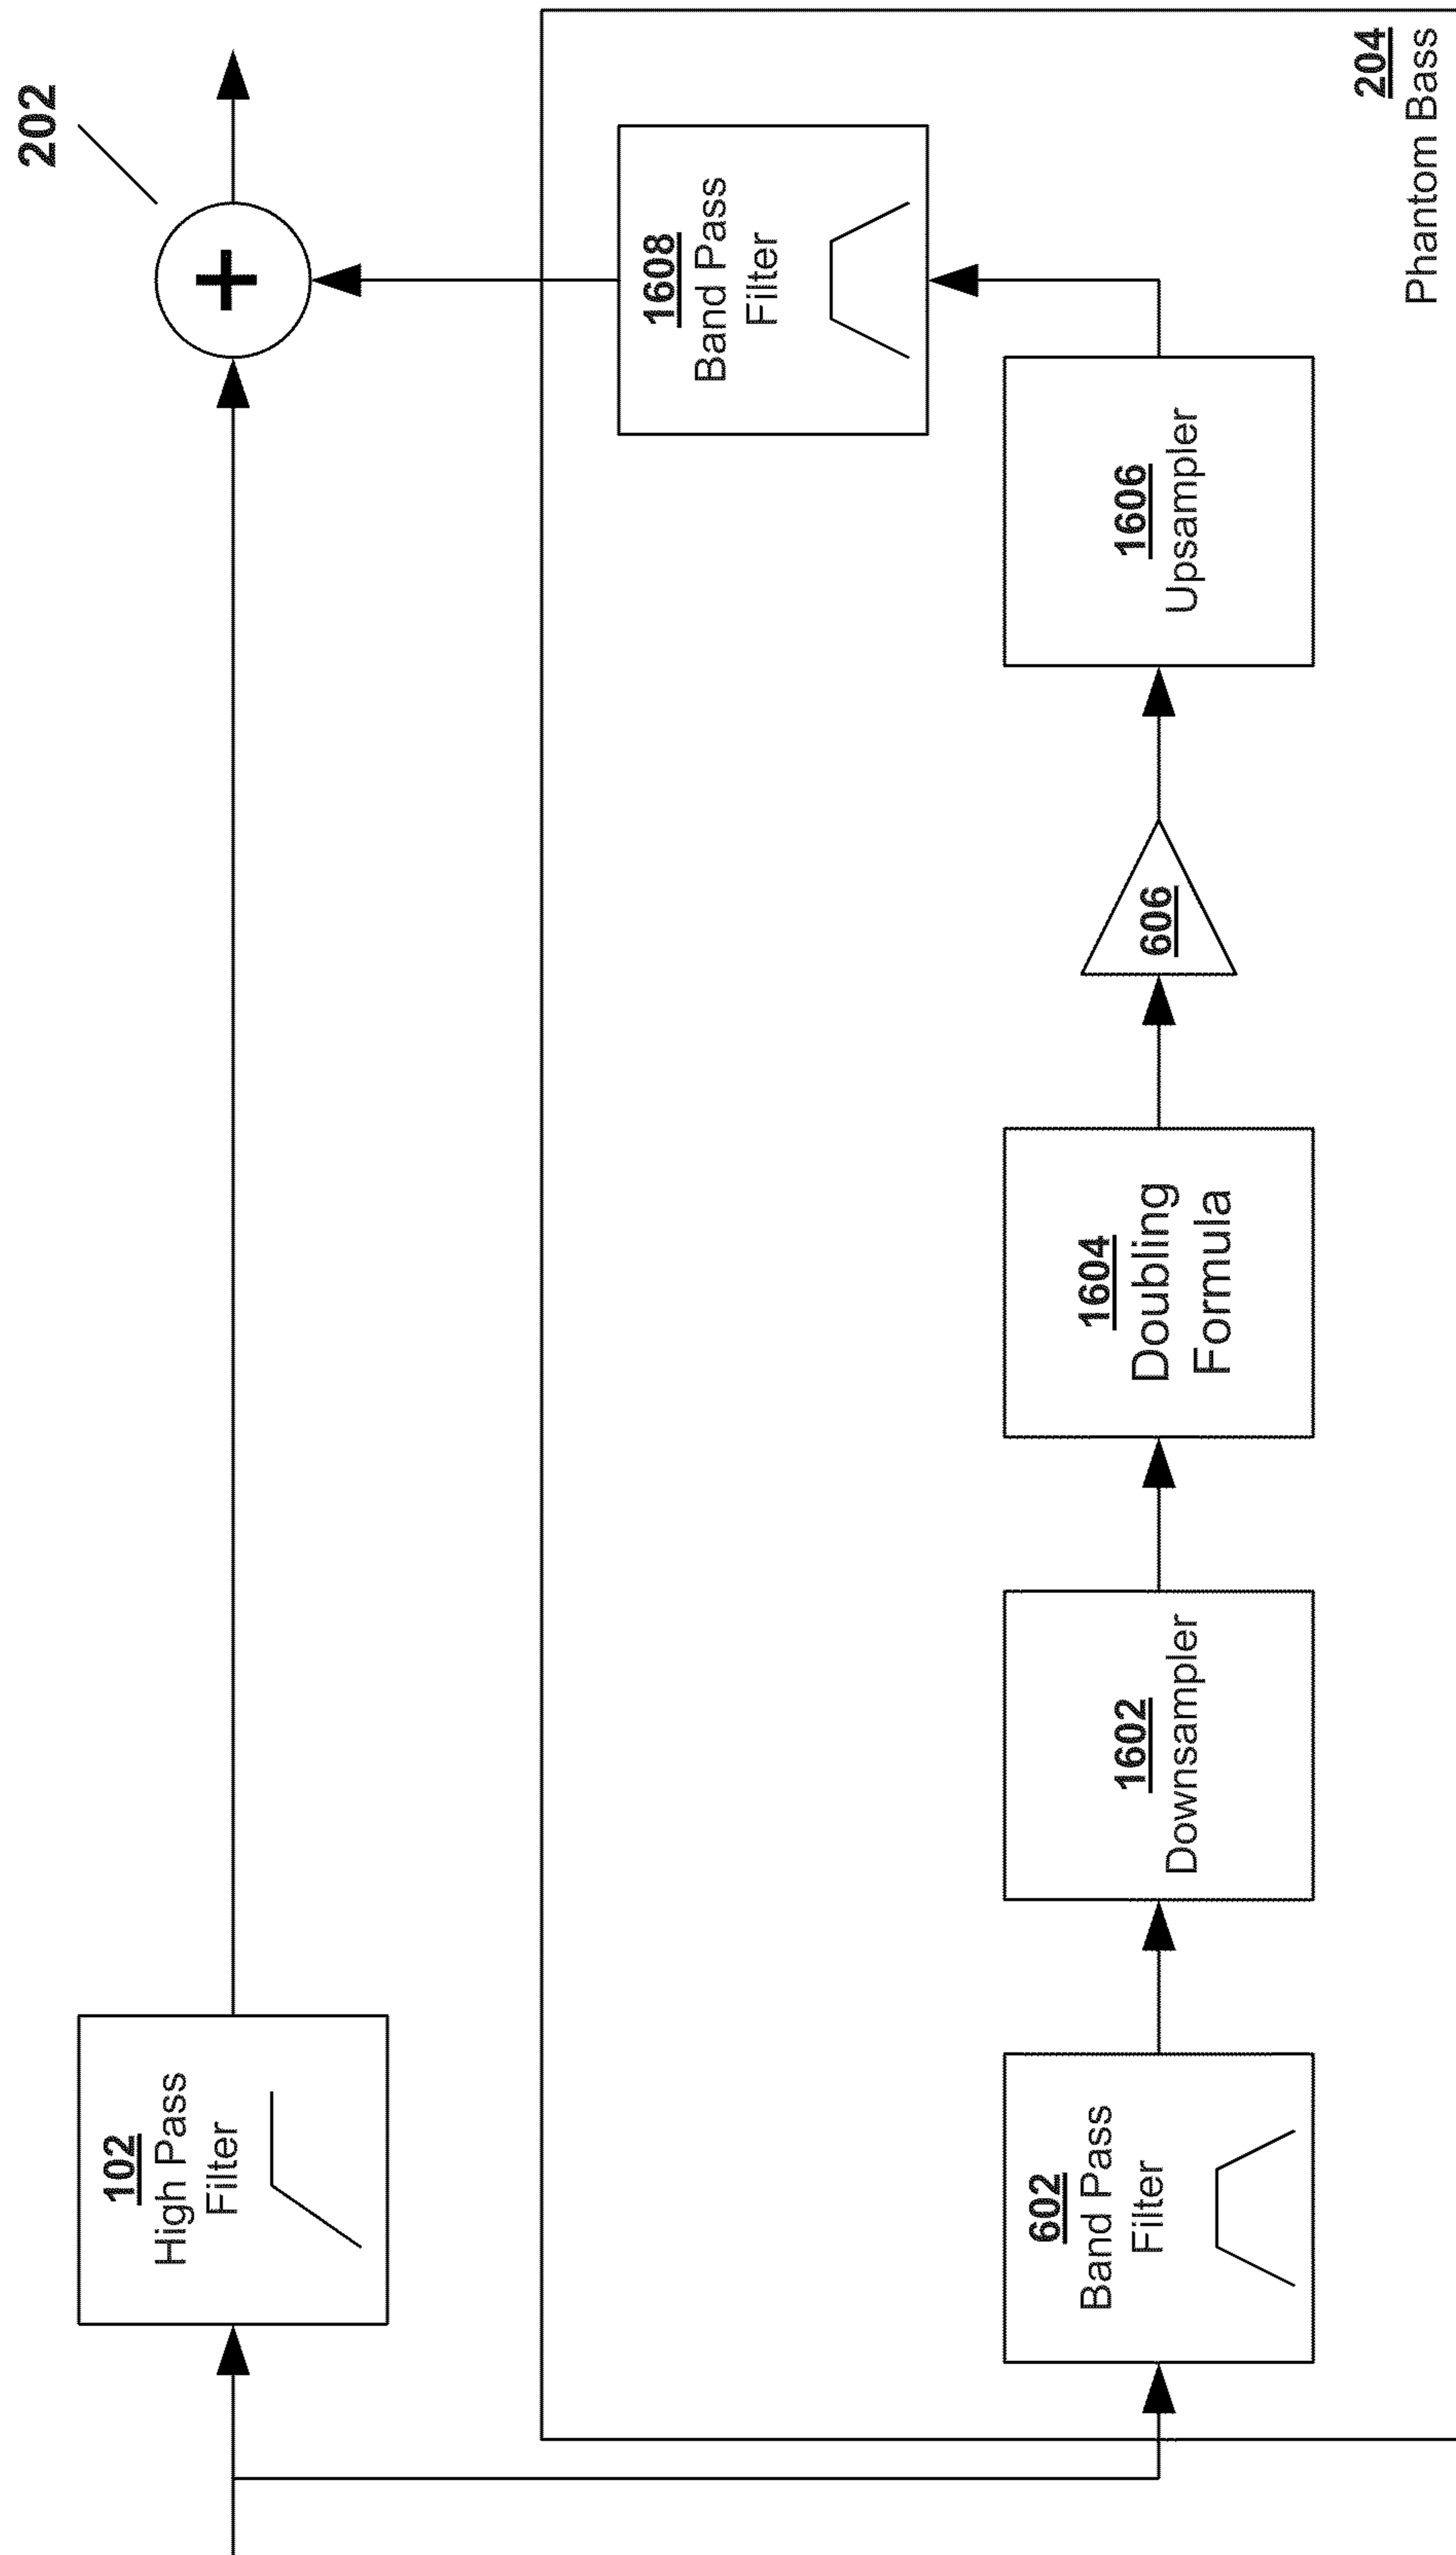 102
High Pass
Filter
202
+
602
Band Pass
Filter
1602
Downsampler
1604
Doubling
Formula
606
1606
Upsampler
1608
Band Pass
Filter
204
Phantom Bass